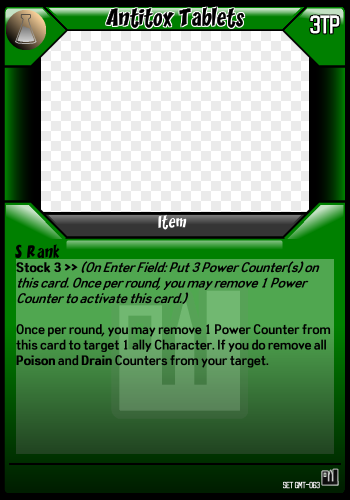 Antitox Tablets
3TP
Item
S Rank
Stock 3 >> (On Enter Field: Put 3 Power Counter(s) on
this card. Once per round, you may remove 1 Power
Counter to activate this card.)
Once per round, you may remove 1 Power Counter from
this card to target 1 ally Character. If you do remove all
Poison and Drain Counters from your target.
SET GMT-063